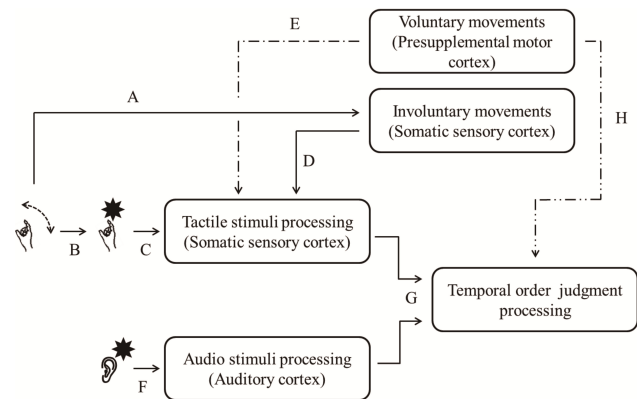 E
Voluntary movements
(Presupplemental motor
cortex)
A
Involuntary movements
(Somatic sensory cortex)
H
D
Tactile stimuli processing
(Somatic sensory cortex)
B
C
G
Temporal order judgment
processing
Audio stimuli processing
(Auditory cortex)
F